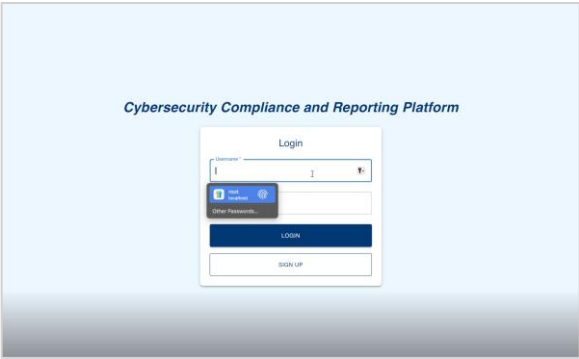 Cybersecurity Compliance and Reporting Platform
Login
Username *
root
localhost
Other Passwords...
LOGIN
SIGN UP